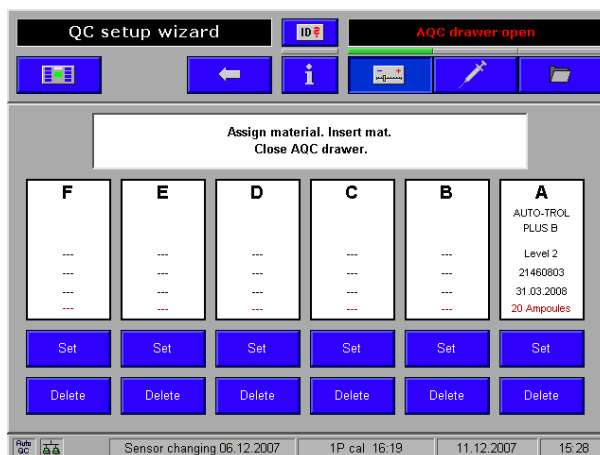 QC setup wizard
ID?
AQC drawer open
i
- +
Assign material. Insert mat.
Close AQC drawer.
F
---
---
---
---
E
---
---
---
---
D
---
---
---
---
C
---
---
---
---
B
---
---
---
---
A
AUTO-TROL
PLUS B
Level 2
21460803
31.03.2008
20 Ampoules
Set Set Set Set Set Set
Delete Delete Delete Delete Delete Delete
Auto
QC
Sensor changing 06.12.2007 1P cal 16:19 11.12.2007 15:28